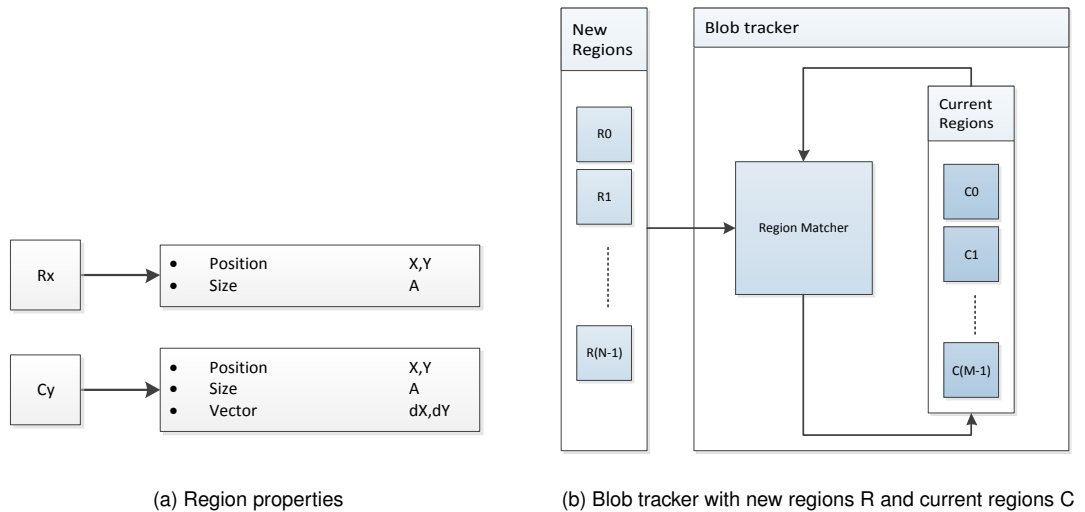 Rx
• Position X,Y
• Size A
Cy
• Position X,Y
• Size A
• Vector dX,dY
(a) Region properties
New
Regions
R0
R1
R(N-1)
Blob tracker
Region Matcher
Current
Regions
C0
C1
C(M-1)
(b) Blob tracker with new regions R and current regions C